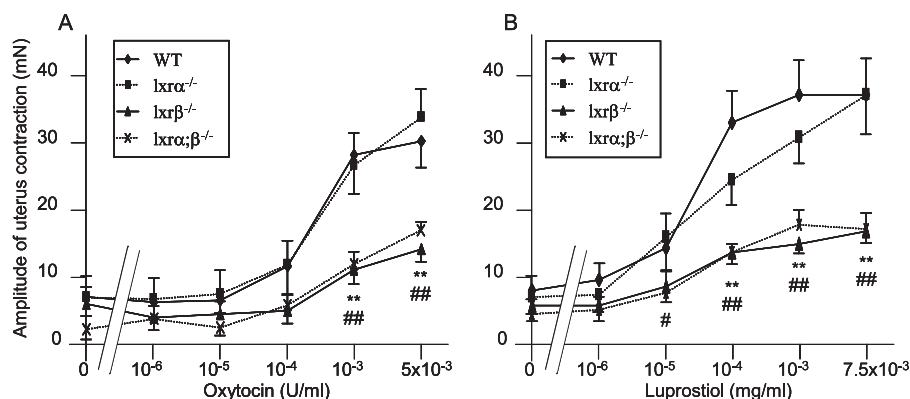 A
Amplitude of uterus contraction (mN)
40
30
20
10
0
WT
lxrα-/-
lxrβ-/-
lxrα;β-/-
**
##
**
##
0
10-6
10-5
10-4
10-3
5x10-3
Oxytocin (U/ml)
B
40
30
20
10
0
WT
lxrα-/-
lxrβ-/-
lxrα;β-/-
#
**
##
**
##
**
##
0
10-6
10-5
10-4
10-3
7.5x10-3
Luprostiol (mg/ml)